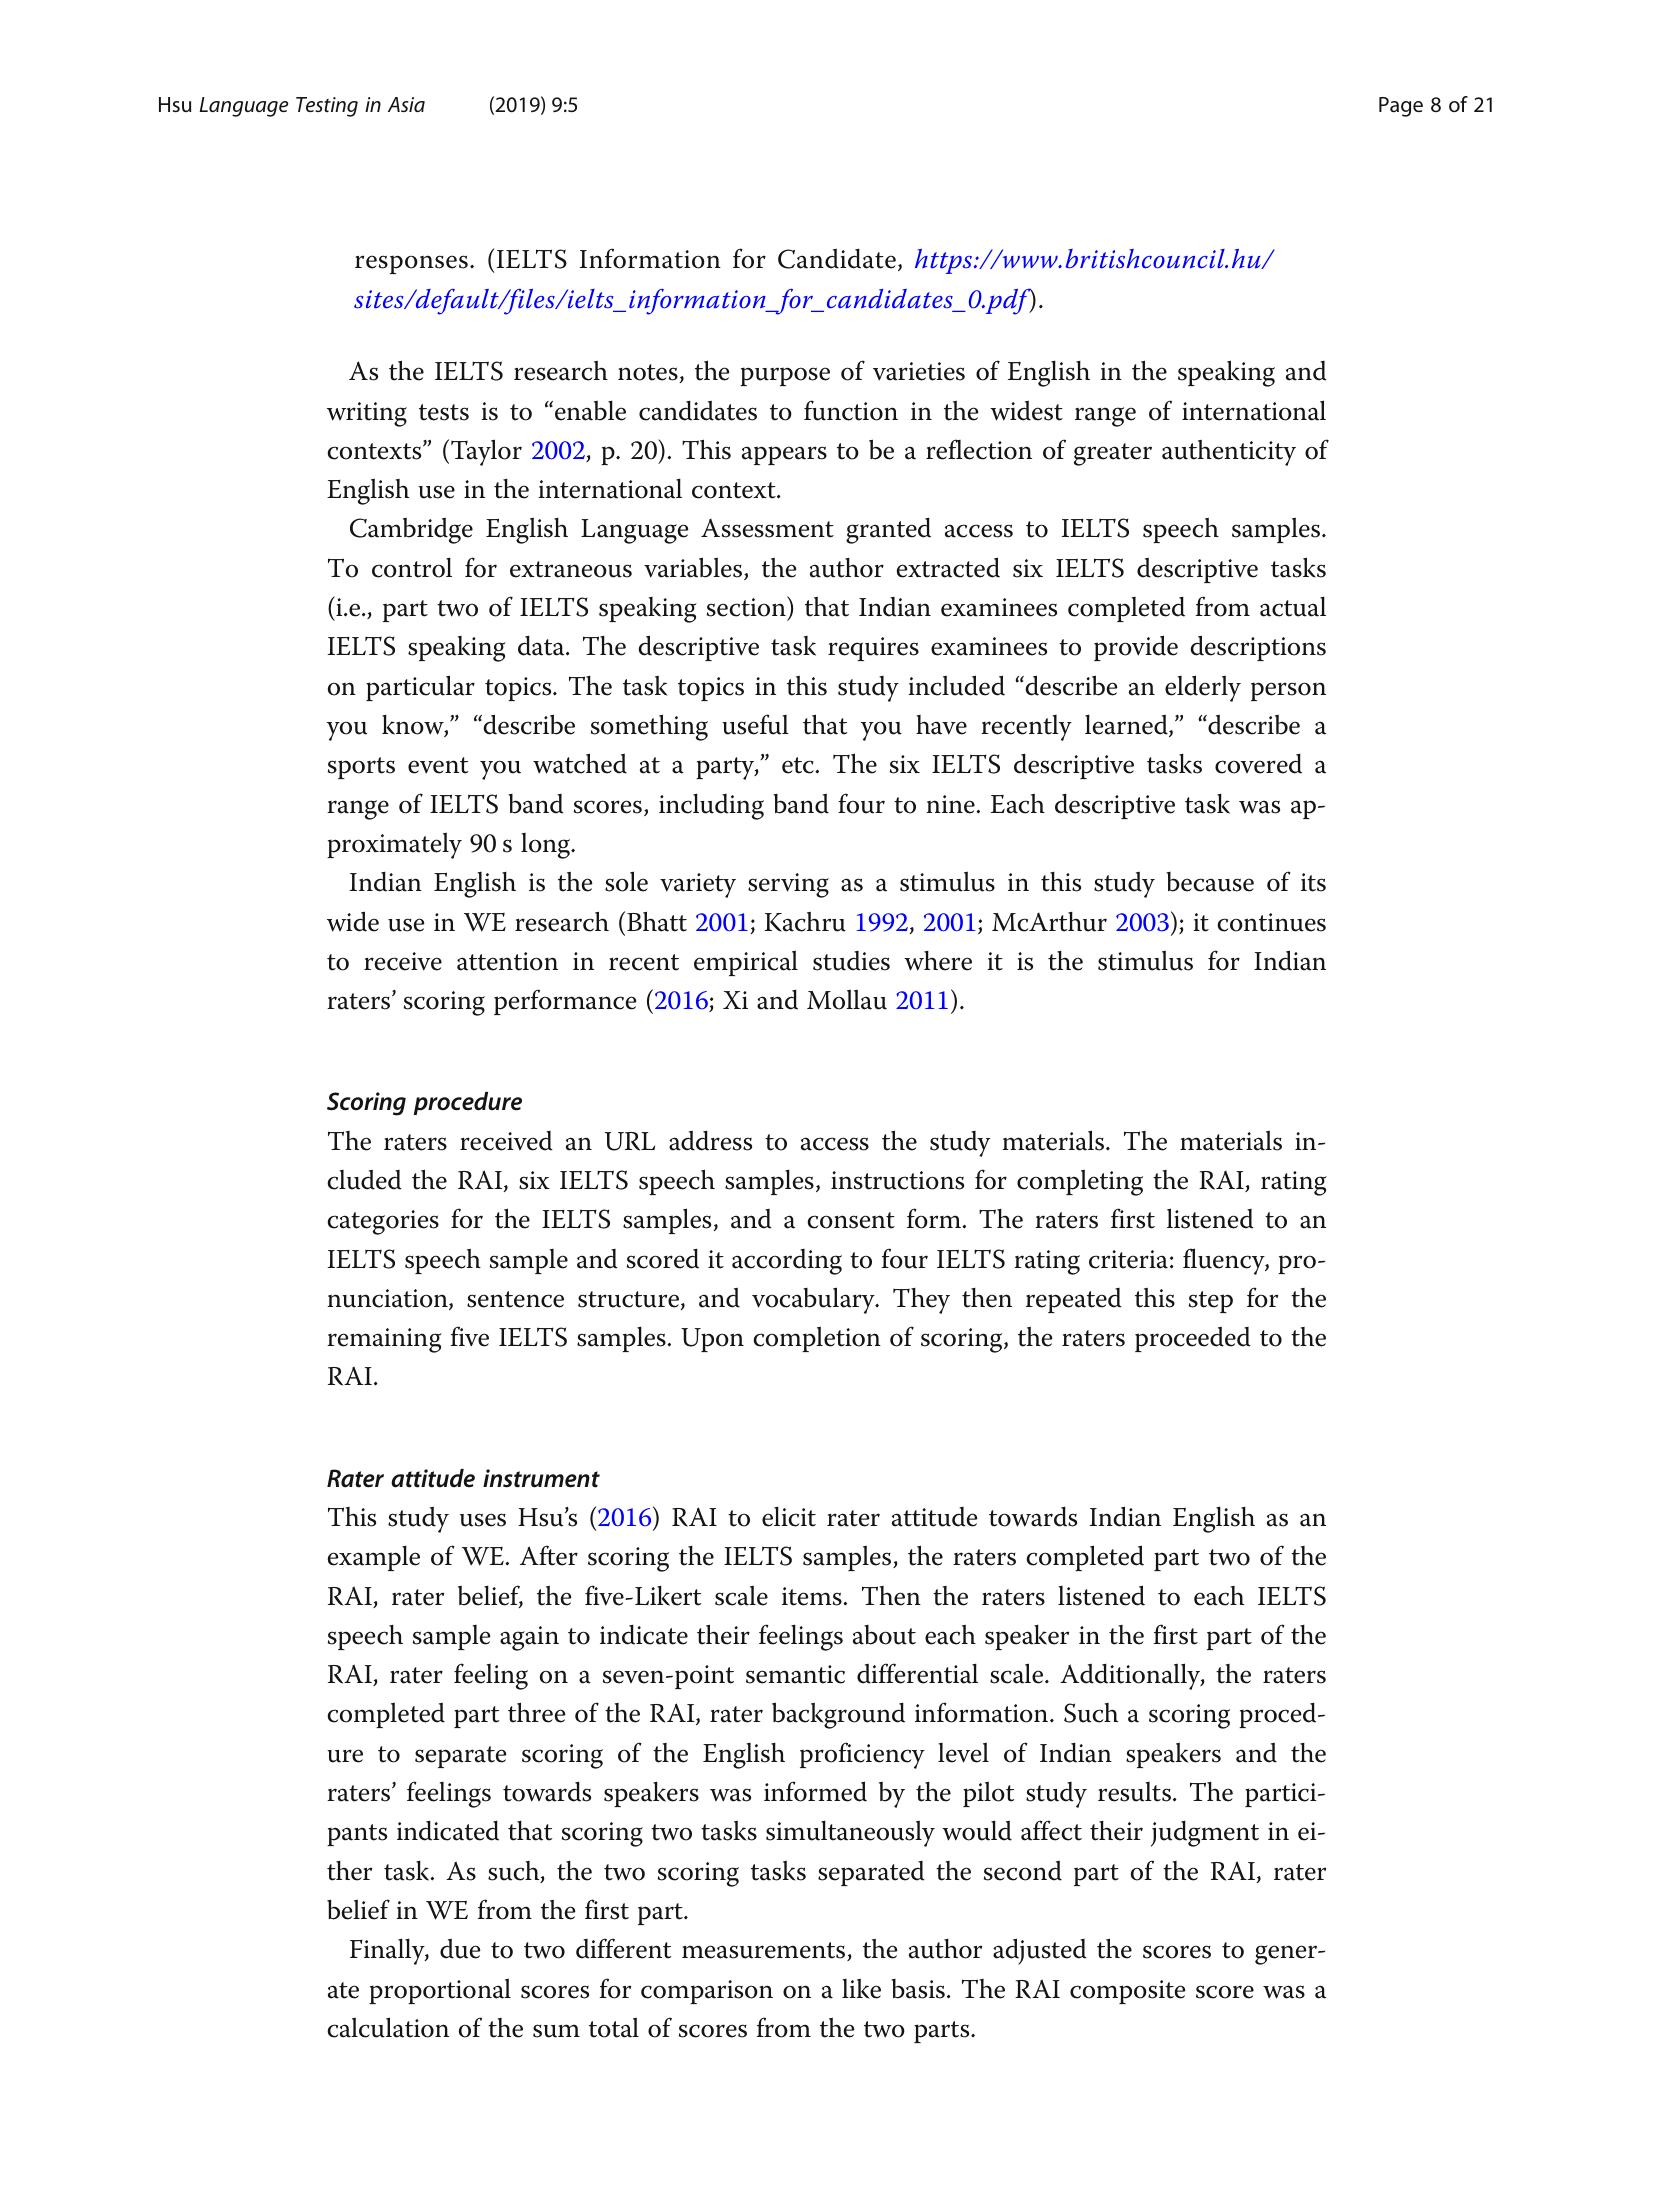 Hsu Language Testing in Asia (2019) 9:5 Page 8 of 21
responses. (IELTS Information for Candidate, https://www.britishcouncil.hu/
sites/default/files/ielts_information_for_candidates_0.pdf).
As the IELTS research notes, the purpose of varieties of English in the speaking and
writing tests is to “enable candidates to function in the widest range of international
contexts” (Taylor 2002, p. 20). This appears to be a reflection of greater authenticity of
English use in the international context.
Cambridge English Language Assessment granted access to IELTS speech samples.
To control for extraneous variables, the author extracted six IELTS descriptive tasks
(i.e., part two of IELTS speaking section) that Indian examinees completed from actual
IELTS speaking data. The descriptive task requires examinees to provide descriptions
on particular topics. The task topics in this study included “describe an elderly person
you know,” “describe something useful that you have recently learned,” “describe a
sports event you watched at a party,” etc. The six IELTS descriptive tasks covered a
range of IELTS band scores, including band four to nine. Each descriptive task was ap-
proximately 90 s long.
Indian English is the sole variety serving as a stimulus in this study because of its
wide use in WE research (Bhatt 2001; Kachru 1992, 2001; McArthur 2003); it continues
to receive attention in recent empirical studies where it is the stimulus for Indian
raters’ scoring performance (2016; Xi and Mollau 2011).
Scoring procedure
The raters received an URL address to access the study materials. The materials in-
cluded the RAI, six IELTS speech samples, instructions for completing the RAI, rating
categories for the IELTS samples, and a consent form. The raters first listened to an
IELTS speech sample and scored it according to four IELTS rating criteria: fluency, pro-
nunciation, sentence structure, and vocabulary. They then repeated this step for the
remaining five IELTS samples. Upon completion of scoring, the raters proceeded to the
RAI.
Rater attitude instrument
This study uses Hsu’s (2016) RAI to elicit rater attitude towards Indian English as an
example of WE. After scoring the IELTS samples, the raters completed part two of the
RAI, rater belief, the five-Likert scale items. Then the raters listened to each IELTS
speech sample again to indicate their feelings about each speaker in the first part of the
RAI, rater feeling on a seven-point semantic differential scale. Additionally, the raters
completed part three of the RAI, rater background information. Such a scoring proced-
ure to separate scoring of the English proficiency level of Indian speakers and the
raters’ feelings towards speakers was informed by the pilot study results. The partici-
pants indicated that scoring two tasks simultaneously would affect their judgment in ei-
ther task. As such, the two scoring tasks separated the second part of the RAI, rater
belief in WE from the first part.
Finally, due to two different measurements, the author adjusted the scores to gener-
ate proportional scores for comparison on a like basis. The RAI composite score was a
calculation of the sum total of scores from the two parts.